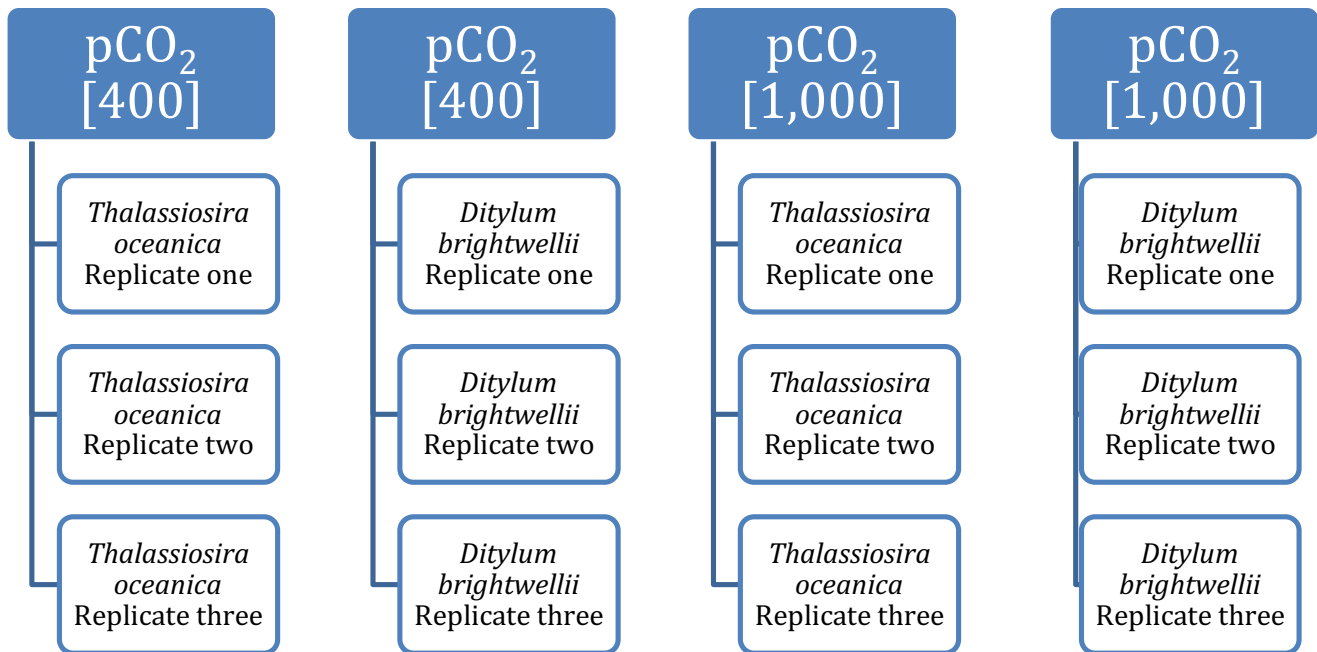 pCO₂
[400]
Thalassiosira
oceanica
Replicate one
Thalassiosira
oceanica
Replicate two
Thalassiosira
oceanica
Replicate three
pCO₂
[400]
Ditylum
brightwellii
Replicate one
Ditylum
brightwellii
Replicate two
Ditylum
brightwellii
Replicate three
pCO₂
[1,000]
Thalassiosira
oceanica
Replicate one
Thalassiosira
oceanica
Replicate two
Thalassiosira
oceanica
Replicate three
pCO₂
[1,000]
Ditylum
brightwellii
Replicate one
Ditylum
brightwellii
Replicate two
Ditylum
brightwellii
Replicate three